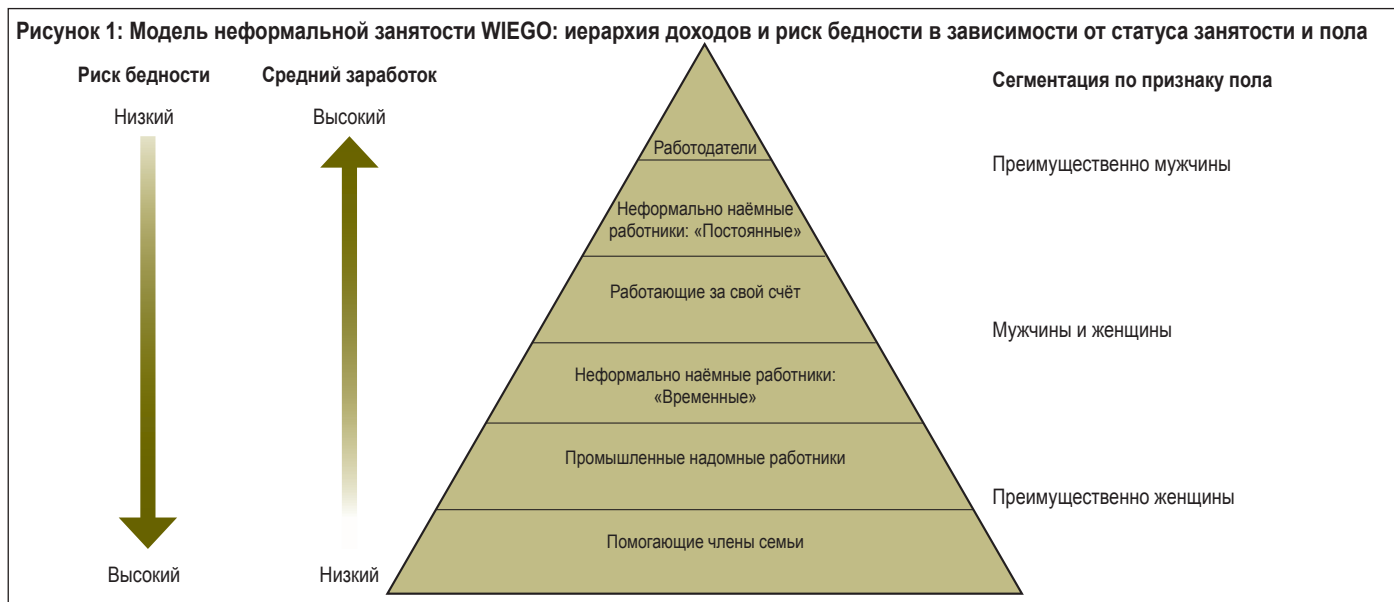 Рисунок 1: Модель неформальной занятости WIEGO: иерархия доходов и риск бедности в зависимости от статуса занятости и пола
Риск бедности
Низкий
Высокий
Средний заработок
Высокий
Низкий
Работодатели
Неформально наёмные
работники: «Постоянные»
Работающие за свой счёт
Неформально наёмные работники:
«Временные»
Промышленные надомные работники
Помогающие члены семьи
Сегментация по признаку пола
Преимущественно мужчины
Мужчины и женщины
Преимущественно женщины